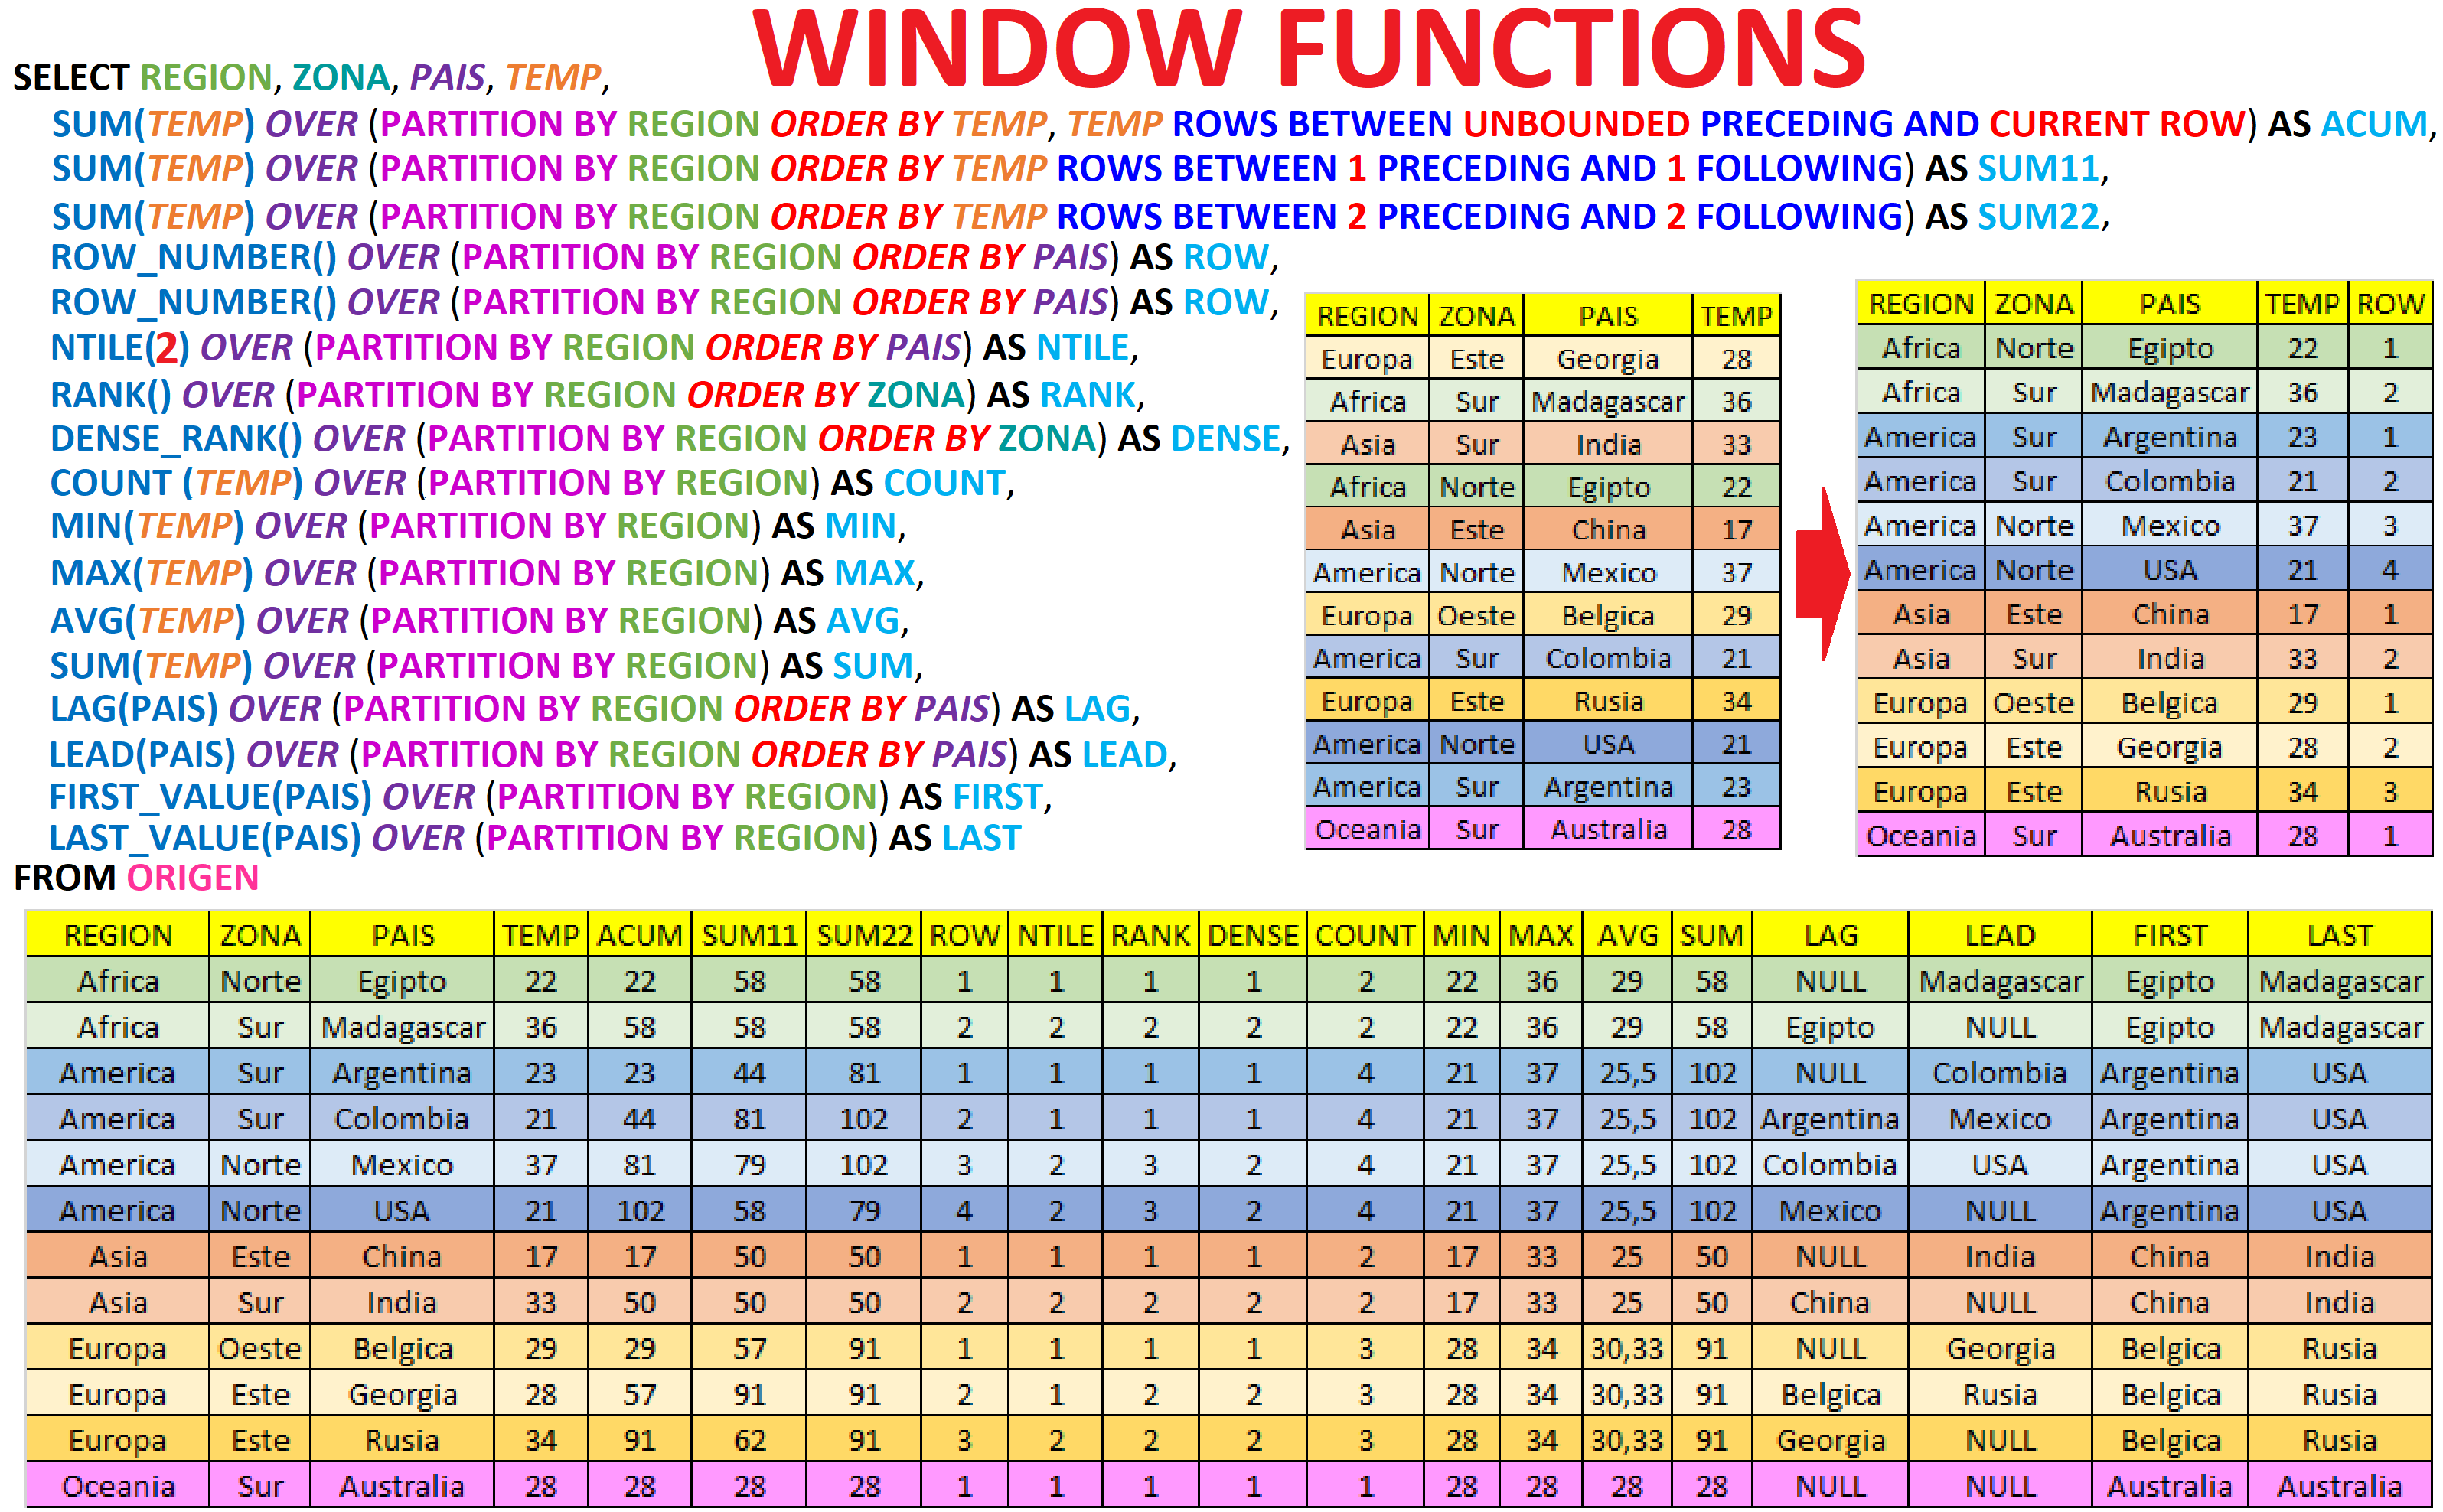 WINDOW FUNCTIONS
SELECT REGION, ZONA, PAIS, TEMP,
SUM(TEMP) OVER (PARTITION BY REGION ORDER BY TEMP, TEMP ROWS BETWEEN UNBOUNDED PRECEDING AND CURRENT ROW) AS ACUM,
SUM(TEMP) OVER (PARTITION BY REGION ORDER BY TEMP ROWS BETWEEN 1 PRECEDING AND 1 FOLLOWING) AS SUM11,
SUM(TEMP) OVER (PARTITION BY REGION ORDER BY TEMP ROWS BETWEEN 2 PRECEDING AND 2 FOLLOWING) AS SUM22,
ROW_NUMBER() OVER (PARTITION BY REGION ORDER BY PAIS) AS ROW,
ROW_NUMBER() OVER (PARTITION BY REGION ORDER BY PAIS) AS ROW,
NTILE(2) OVER (PARTITION BY REGION ORDER BY PAIS) AS NTILE,
RANK() OVER (PARTITION BY REGION ORDER BY ZONA) AS RANK,
DENSE_RANK() OVER (PARTITION BY REGION ORDER BY ZONA) AS DENSE,
COUNT (TEMP) OVER (PARTITION BY REGION) AS COUNT,
MIN(TEMP) OVER (PARTITION BY REGION) AS MIN,
MAX(TEMP) OVER (PARTITION BY REGION) AS MAX,
AVG(TEMP) OVER (PARTITION BY REGION) AS AVG,
SUM(TEMP) OVER (PARTITION BY REGION) AS SUM,
LAG(PAIS) OVER (PARTITION BY REGION ORDER BY PAIS) AS LAG,
LEAD(PAIS) OVER (PARTITION BY REGION ORDER BY PAIS) AS LEAD,
FIRST_VALUE(PAIS) OVER (PARTITION BY REGION) AS FIRST,
LAST_VALUE(PAIS) OVER (PARTITION BY REGION) AS LAST
FROM ORIGEN
REGION ZONA PAIS TEMP
Europa Este Georgia 28
Africa Sur Madagascar 36
Asia Sur India 33
Africa Norte Egipto 22
Asia Este China 17
America Norte Mexico 37
Europa Oeste Belgica 29
America Sur Colombia 21
Europa Este Rusia 34
America Norte USA 21
America Sur Argentina 23
Oceania Sur Australia 28
REGION ZONA PAIS TEMP ROW
Africa Norte Egipto 22 1
Africa Sur Madagascar 36 2
America Sur Argentina 23 1
America Sur Colombia 21 2
America Norte Mexico 37 3
America Norte USA 21 4
Asia Este China 17 1
Asia Sur India 33 2
Europa Oeste Belgica 29 1
Europa Este Georgia 28 2
Europa Este Rusia 34 3
Oceania Sur Australia 28 1
REGION ZONA PAIS TEMP ACUM SUM11 SUM22 ROW NTILE RANK DENSE COUNT MIN MAX AVG SUM LAG LEAD FIRST LAST
Africa Norte Egipto 22 22 58 58 1 1 1 1 2 22 36 29 58 NULL Madagascar Egipto Madagascar
Africa Sur Madagascar 36 58 58 58 2 2 2 2 2 22 36 29 58 Egipto NULL Egipto Madagascar
America Sur Argentina 23 23 44 81 1 1 1 1 4 21 37 25,5 102 NULL Colombia Argentina USA
America Sur Colombia 21 44 81 102 2 1 1 1 4 21 37 25,5 102 Argentina Mexico Argentina USA
America Norte Mexico 37 81 79 102 3 2 3 2 4 21 37 25,5 102 Colombia USA Argentina USA
America Norte USA 21 102 58 79 4 2 3 2 4 21 37 25,5 102 Mexico NULL Argentina USA
Asia Este China 17 17 50 50 1 1 1 1 2 17 33 25 50 NULL India China India
Asia Sur India 33 50 50 50 2 2 2 2 2 17 33 25 50 China NULL China India
Europa Oeste Belgica 29 29 57 91 1 1 1 1 3 28 34 30,33 91 NULL Georgia Belgica Rusia
Europa Este Georgia 28 57 91 91 2 1 2 2 3 28 34 30,33 91 Belgica Rusia Belgica Rusia
Europa Este Rusia 34 91 62 91 3 2 2 2 3 28 34 30,33 91 Georgia NULL Belgica Rusia
Oceania Sur Australia 28 28 28 28 1 1 1 1 1 28 28 28 28 NULL NULL Australia Australia